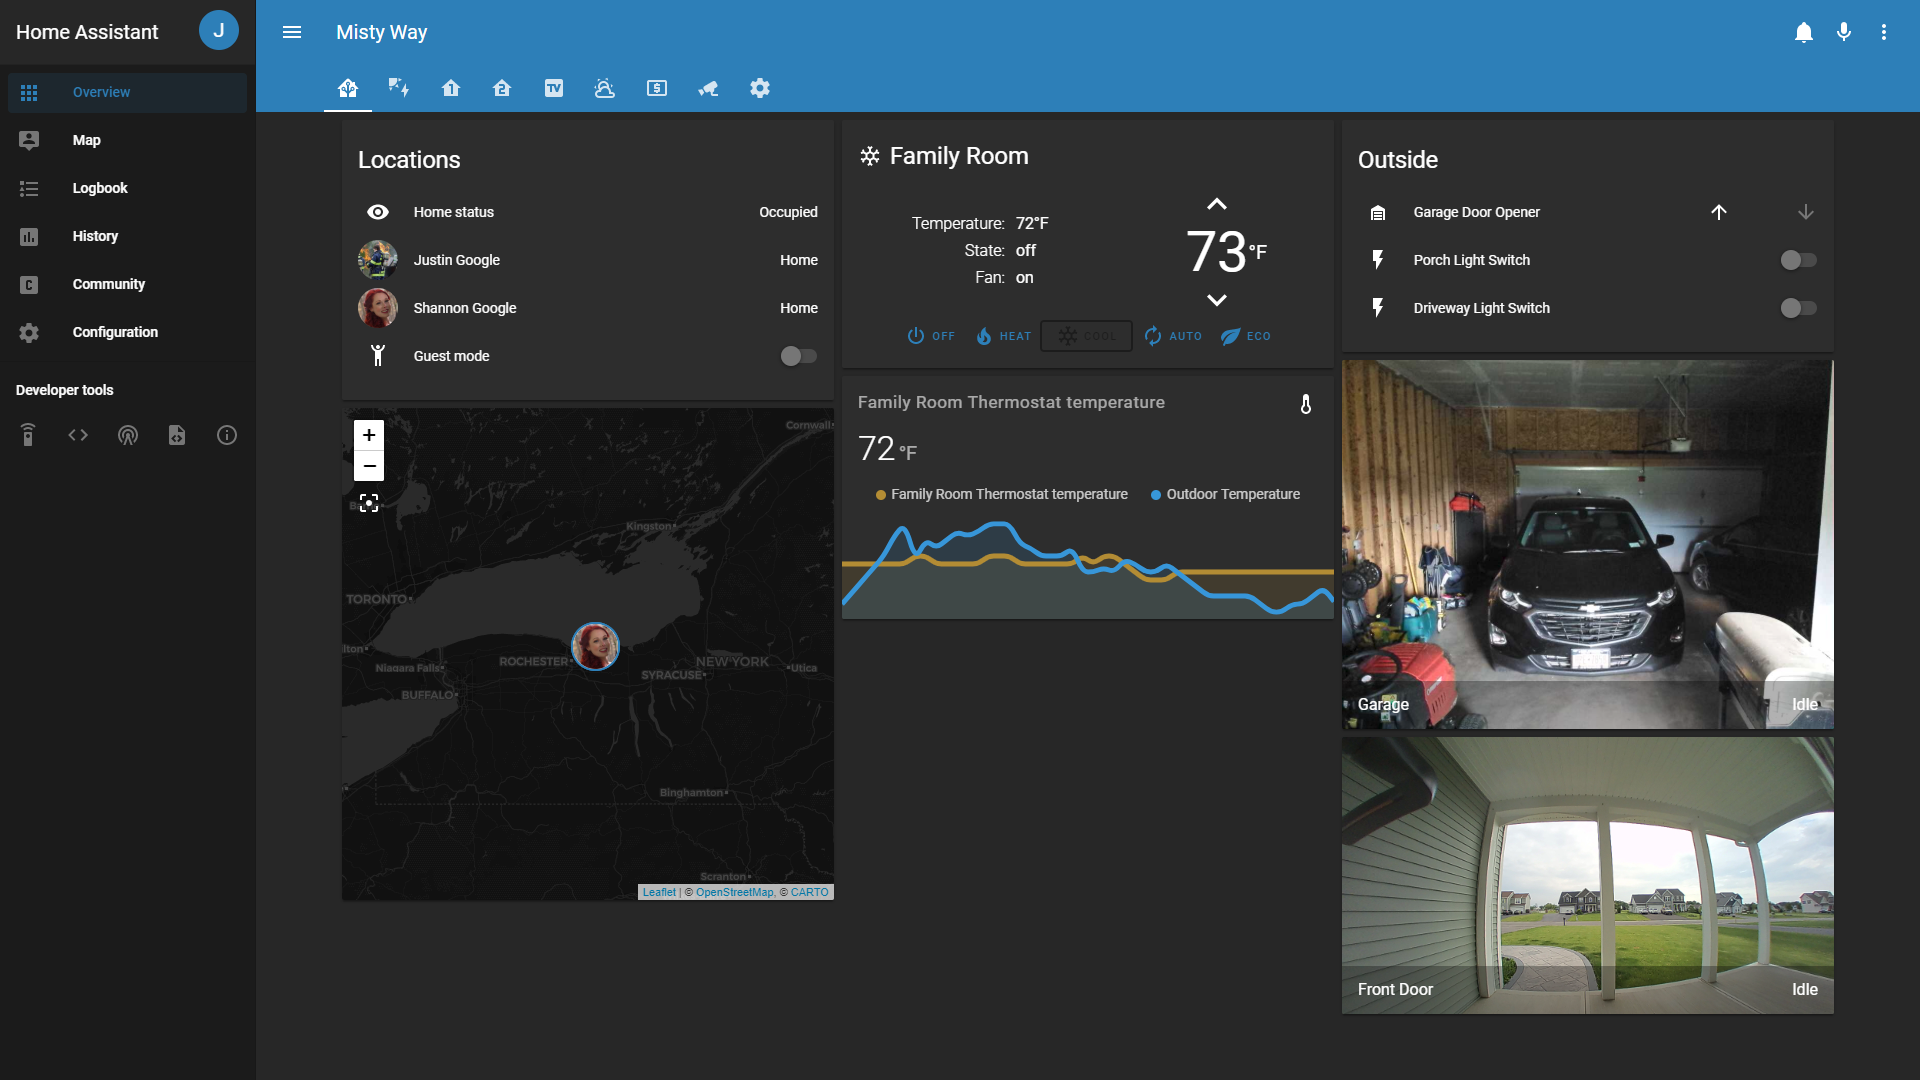 Home Assistant
J
Misty Way
1
2
TV
$
Overview
Map
Logbook
History
C
Community
Configuration
Developer tools
Locations
Home status
Occupied
Justin Google
Home
Shannon Google
Home
Guest mode
+
−
Cornwall
Kingston
TORONTO
lton
Niagara Falls
ROCHESTER
NEW YORK
Utica
SYRACUSE
BUFFALO
Binghamton
Scranton
Leaflet | © OpenStreetMap, © CARTO
Family Room
Temperature: 72°F
State: off
Fan: on
73 °F
OFF
HEAT
COOL
AUTO
ECO
Family Room Thermostat temperature
72 °F
Family Room Thermostat temperature
Outdoor Temperature
Outside
Garage Door Opener
Porch Light Switch
Driveway Light Switch
Garage
Idle
Front Door
Idle